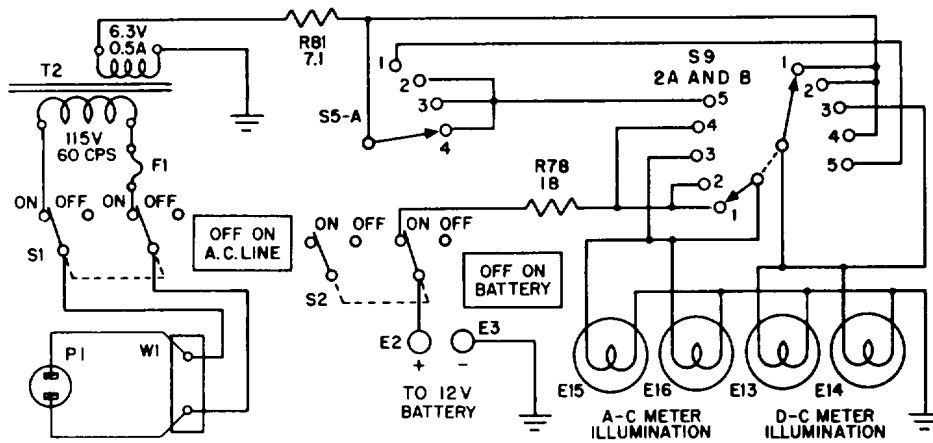 6.3V
0.5A
T2
R81
7.1
115V
60 CPS
F1
ON OFF ON OFF
S1
OFF ON
A.C. LINE
P1
W1
S5-A
1
2
3
4
S9
2A AND B
5
4
3
2
1
1
2
3
4
5
R78
18
ON OFF ON OFF
S2
OFF ON
BATTERY
E2
E3
+
-
TO 12V
BATTERY
E15
E16
E13
E14
A-C METER
ILLUMINATION
D-C METER
ILLUMINATION